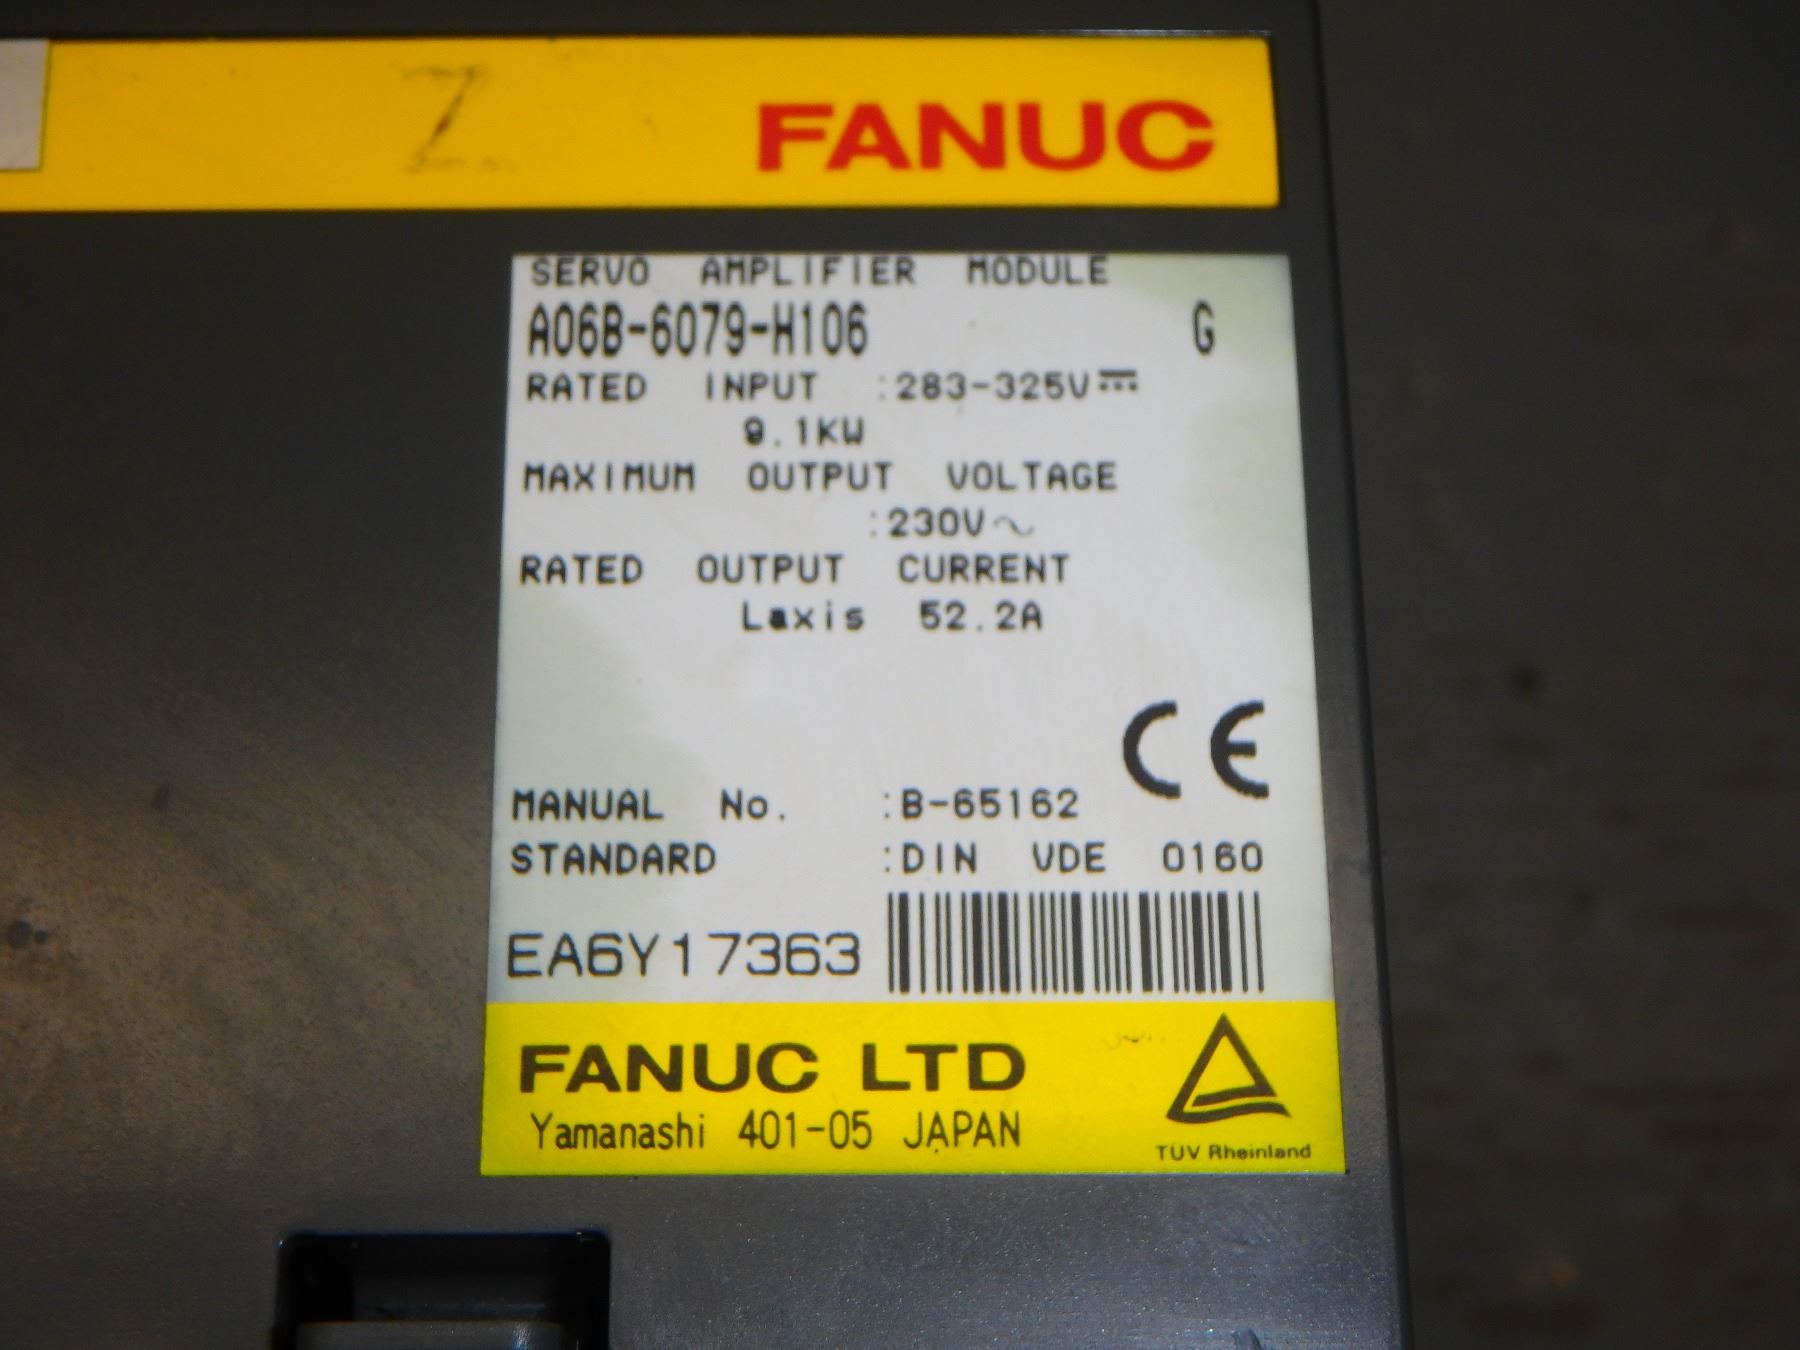 Z FANUC
SERVO AMPLIFIER MODULE
A06B-6079-H106 G
RATED INPUT :283-325V⎓
9.1KW
MAXIMUM OUTPUT VOLTAGE
:230V~
RATED OUTPUT CURRENT
Laxis 52.2A
CE
MANUAL No. :B-65162
STANDARD :DIN VDE 0160
EA6Y17363
FANUC LTD
Yamanashi 401-05 JAPAN
TÜV Rheinland